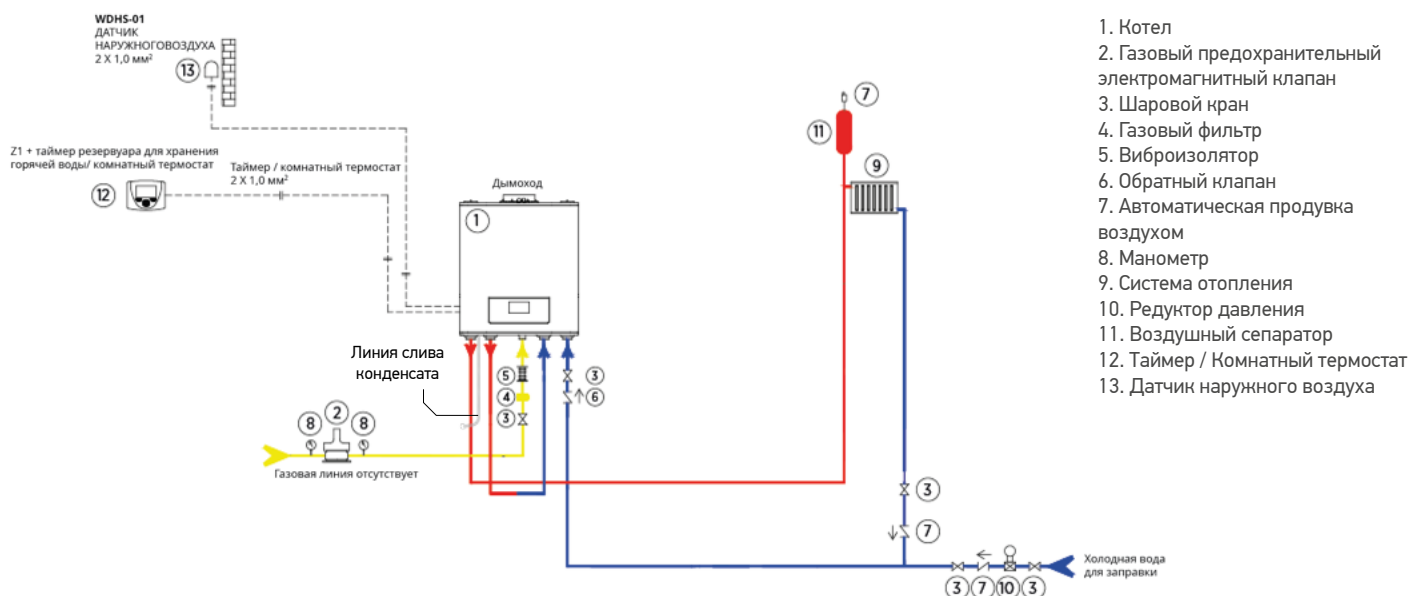 WDHS-01
ДАТЧИК
НАРУЖНОГОВОЗДУХА
2 X 1,0 мм²
13
Z1 + таймер резервуара для хранения
горячей воды/ комнатный термостат
12
Таймер / комнатный термостат
2 X 1,0 мм²
Дымоход
1
7
11
9
Линия слива
конденсата
5
4
3
3
6
8
2
8
Газовая линия отсутствует
3
7
Холодная вода
для заправки
3
7
10
3
1. Котел
2. Газовый предохранительный
электромагнитный клапан
3. Шаровой кран
4. Газовый фильтр
5. Виброизолятор
6. Обратный клапан
7. Автоматическая продувка
воздухом
8. Манометр
9. Система отопления
10. Редуктор давления
11. Воздушный сепаратор
12. Таймер / Комнатный термостат
13. Датчик наружного воздуха